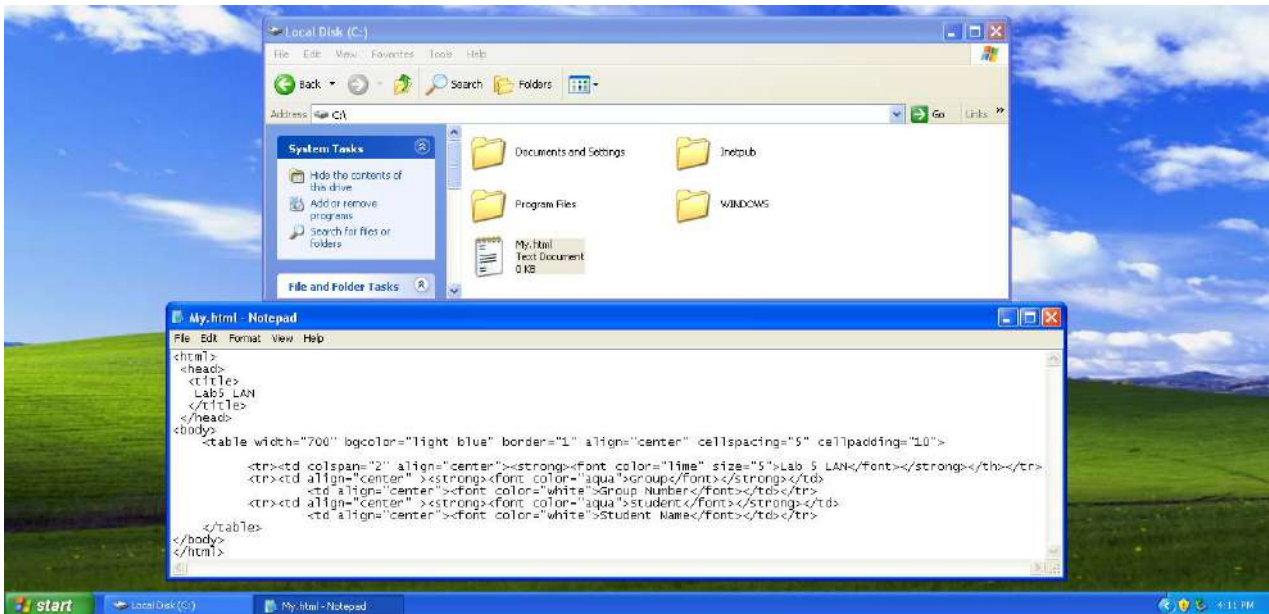 Local Disk (C:)
File Edit View Favorites Tools Help
Back Search Folders
Address C:\ Go Links »
System Tasks
Hide the contents of
this drive
Add or remove
programs
Search for files or
folders
File and Folder Tasks
Documents and Settings Inetpub
Program Files WINDOWS
My.html
Text Document
0 KB
My.html - Notepad
File Edit Format View Help
<html>
<head>
<title>
Lab5 LAN
</title>
</head>
<body>
<table width="700" bgcolor="light blue" border="1" align="center" cellspacing="5" cellpadding="10">
<tr><td colspan="2" align="center"><strong><font color="lime" size="5">Lab 5 LAN</font></strong></th></tr>
<tr><td align="center" ><strong><font color="aqua">Group</font></strong></td>
<td align="center"><font color="white">Group Number</font></td></tr>
<tr><td align="center" ><strong><font color="aqua">Student</font></strong></td>
<td align="center"><font color="white">Student Name</font></td></tr>
</table>
</body>
</html>
start Local Disk (C:) My.html - Notepad 4:11 PM